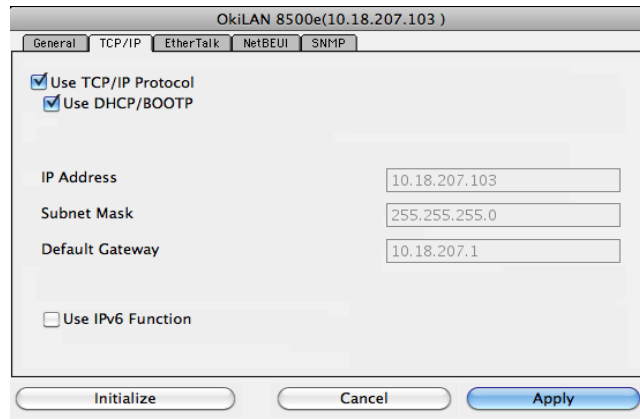 OkiLAN 8500e(10.18.207.103 )
General TCP/IP EtherTalk NetBEUI SNMP
Use TCP/IP Protocol
Use DHCP/BOOTP
IP Address 10.18.207.103
Subnet Mask 255.255.255.0
Default Gateway 10.18.207.1
Use IPv6 Function
Initialize Cancel Apply